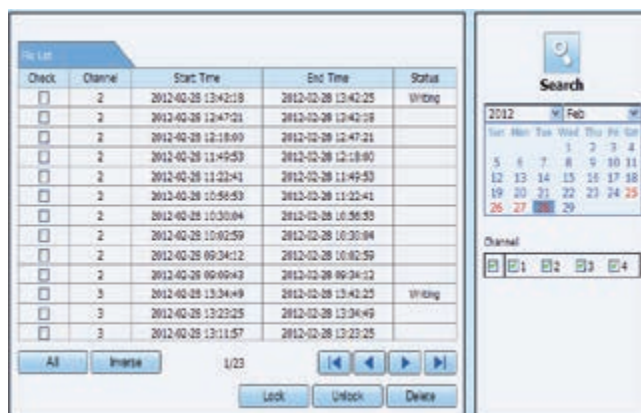 File List
Check Channel Start Time End Time Status
2 2012-02-28 13:42:18 2012-02-28 13:42:25 Writing
2 2012-02-28 12:47:21 2012-02-28 13:42:18
2 2012-02-28 12:18:00 2012-02-28 12:47:21
2 2012-02-28 11:49:53 2012-02-28 12:18:00
2 2012-02-28 11:22:41 2012-02-28 11:49:53
2 2012-02-28 10:56:53 2012-02-28 11:22:41
2 2012-02-28 10:30:04 2012-02-28 10:56:53
2 2012-02-28 10:02:59 2012-02-28 10:30:04
2 2012-02-28 09:34:12 2012-02-28 10:02:59
2 2012-02-28 09:09:43 2012-02-28 09:34:12
3 2012-02-28 13:34:49 2012-02-28 13:42:25 Writing
3 2012-02-28 13:23:25 2012-02-28 13:34:49
3 2012-02-28 13:11:57 2012-02-28 13:23:25
All Inverse 1/23
Lock Unlock Delete
Search
2012 Feb
Sun Mon Tue Wed Thu Fri Sat
1 2 3 4
5 6 7 8 9 10 11
12 13 14 15 16 17 18
19 20 21 22 23 24 25
26 27 28 29
Channel
1 2 3 4